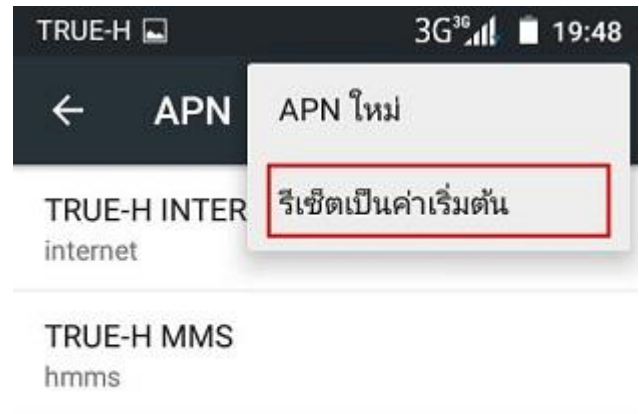 TRUE-H 3G 3G 19:48
APN
APN ใหม่
รีเซ็ตเป็นค่าเริ่มต้น
TRUE-H INTER
internet
TRUE-H MMS
hmms